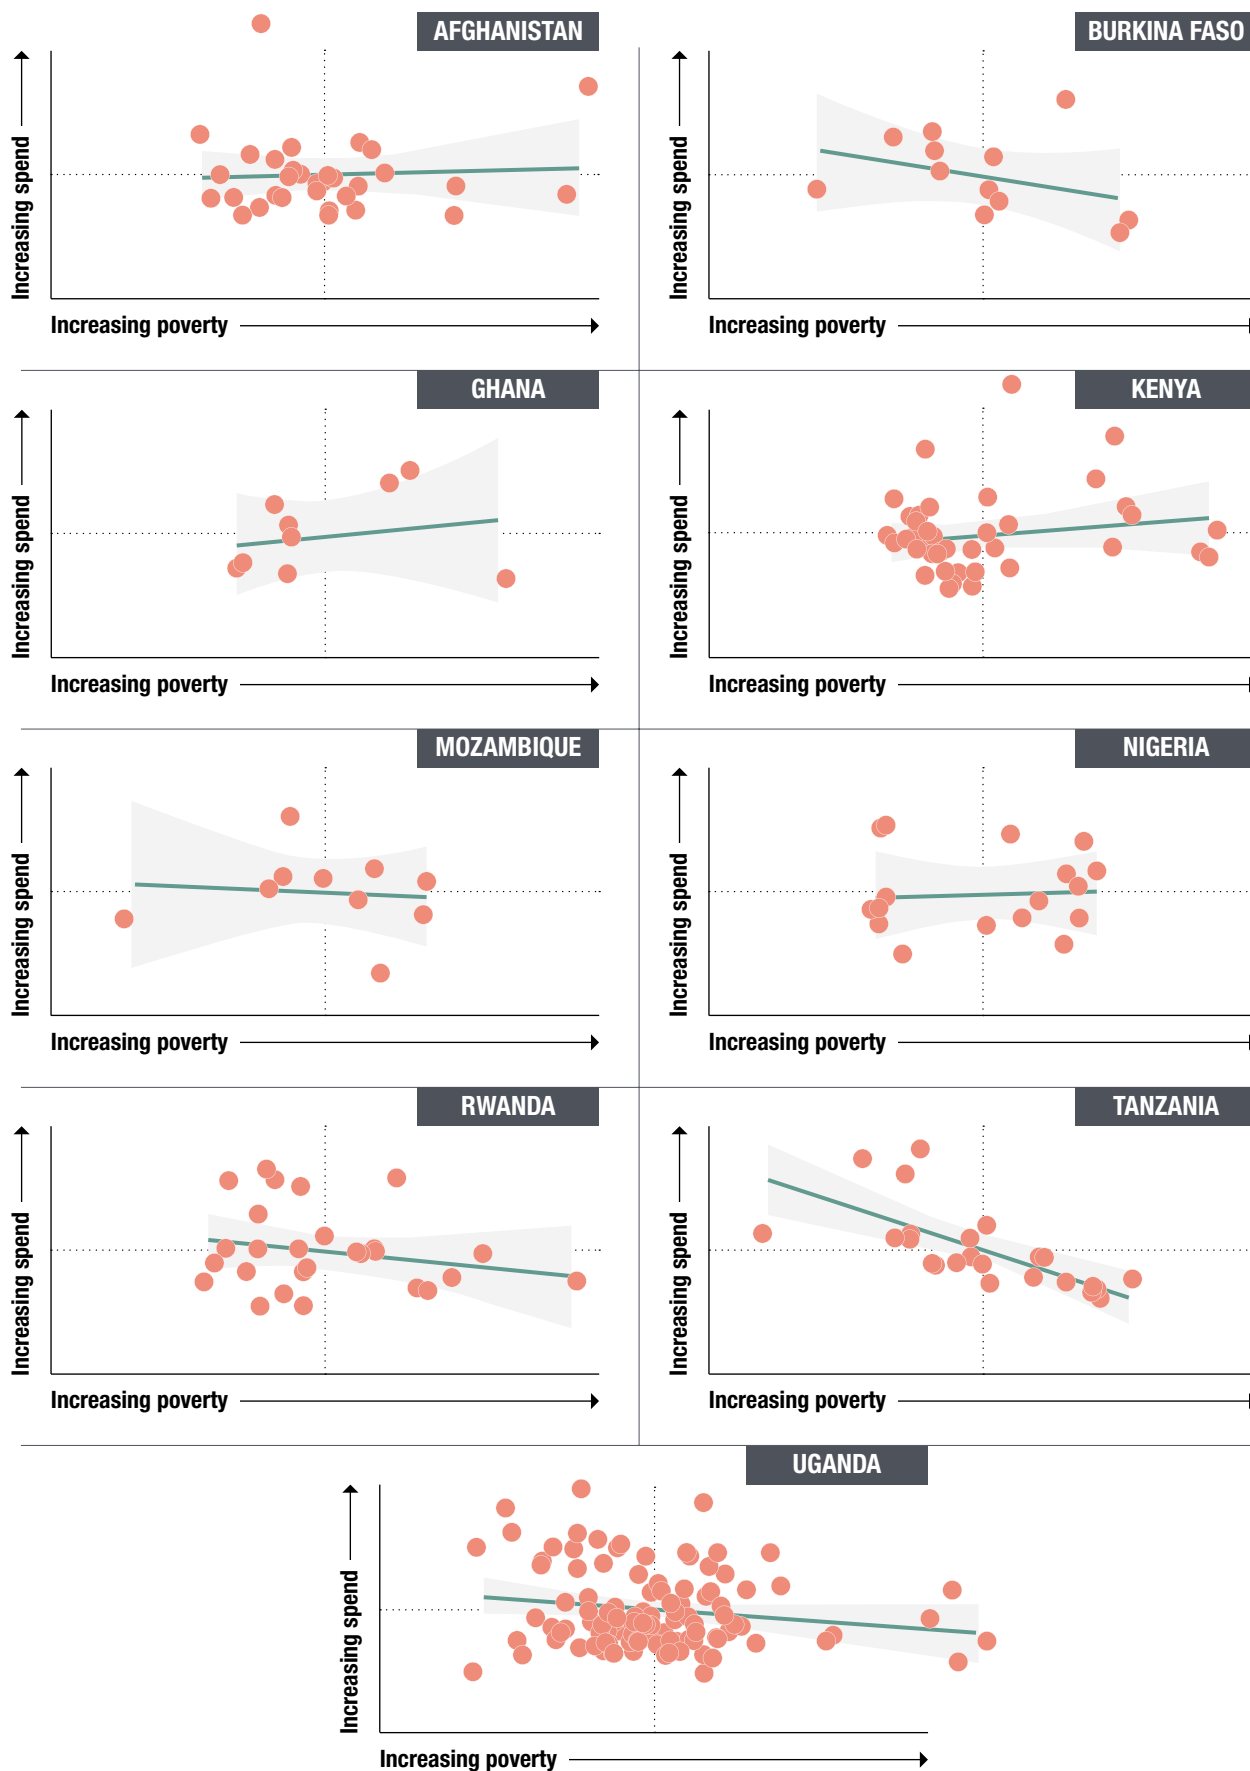 AFGHANISTAN
Increasing spend
Increasing poverty
BURKINA FASO
Increasing spend
Increasing poverty
GHANA
Increasing spend
Increasing poverty
KENYA
Increasing spend
Increasing poverty
MOZAMBIQUE
Increasing spend
Increasing poverty
NIGERIA
Increasing spend
Increasing poverty
RWANDA
Increasing spend
Increasing poverty
TANZANIA
Increasing spend
Increasing poverty
UGANDA
Increasing spend
Increasing poverty